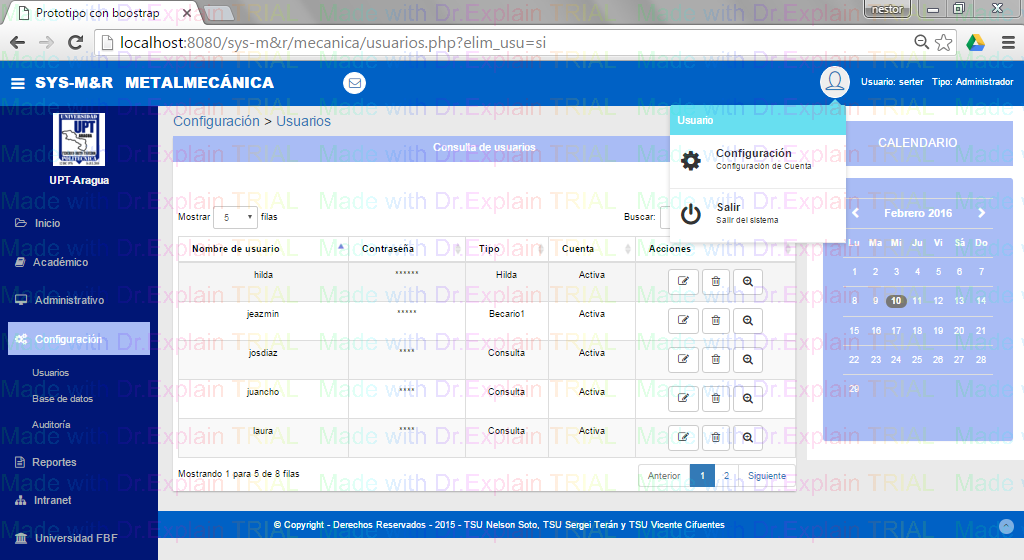 Prototipo con boostrap
nestor
localhost:8080/sys-m&r/mecanica/usuarios.php?elim_usu=si
SYS-M&R METALMECÁNICA
Usuario: serter Tipo: Administrador
UNIVERSIDAD
UPT
ARAGUA
POLITECNICA
UPT-Aragua
Inicio
Académico
Administrativo
Configuración
Usuarios
Base de datos
Auditoría
Reportes
Intranet
Universidad FBF
Configuración > Usuarios
Consulta de usuarios
Mostrar 5 filas
Buscar:
Nombre de usuario Contraseña Tipo Cuenta Acciones
hilda ****** Hilda Activa
jeazmin ***** Becario1 Activa
josdiaz **** Consulta Activa
juancho **** Consulta Activa
laura **** Consulta Activa
Mostrando 1 para 5 de 8 filas
Anterior 1 2 Siguiente
Usuario
Configuración
Configuración de Cuenta
Salir
Salir del sistema
CALENDARIO
Febrero 2016
Lu Ma Mi Ju Vi Sá Do
1 2 3 4 5 6 7
8 9 10 11 12 13 14
15 16 17 18 19 20 21
22 23 24 25 26 27 28
29
© Copyright - Derechos Reservados - 2015 - TSU Nelson Soto, TSU Sergei Terán y TSU Vicente Cifuentes
Made with Dr.Explain TRIAL